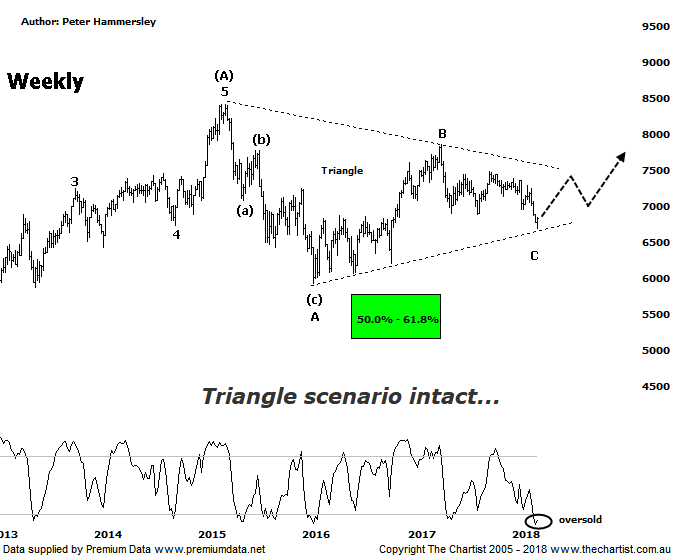 Author: Peter Hammersley
9500
9000
Weekly
(A)
5
8500
B
8000
(b)
Triangle
7500
3
7000
(a)
4
6500
C
6000
(c)
A
5500
50.0% - 61.8%
5000
4500
Triangle scenario intact...
oversold
013 2014 2015 2016 2017 2018
Data supplied by Premium Data www.premiumdata.net Copyright The Chartist 2005 - 2018 www.thechartist.com.au